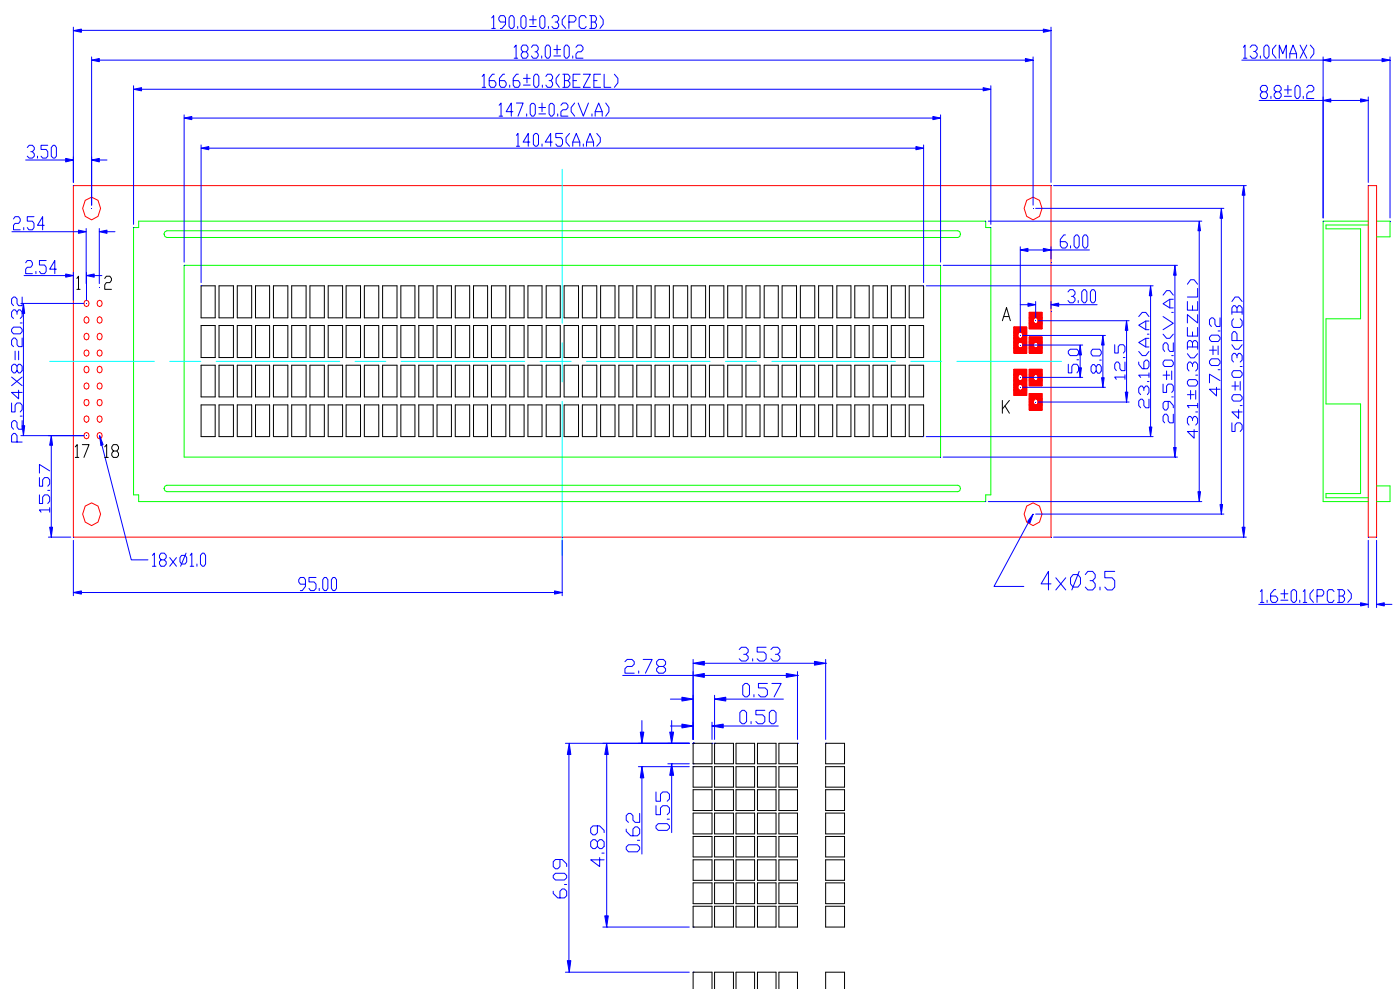 190.0±0.3(PCB)
183.0±0.2
13.0(MAX)
166.6±0.3(BEZEL)
8.8±0.2
147.0±0.2(V.A)
140.45(A.A)
3.50
2.54
6.00
2.54
1 2
3.00
A
P2.54X8=20.32
5.0
8.0
12.5
23.16(A.A)
29.5±0.2(V.A)
43.1±0.3(BEZEL)
47.0±0.2
54.0±0.3(PCB)
K
17 18
15.57
18xø1.0
95.00
4xø3.5
1.6±0.1(PCB)
3.53
2.78
0.57
0.50
0.55
0.62
4.89
6.09